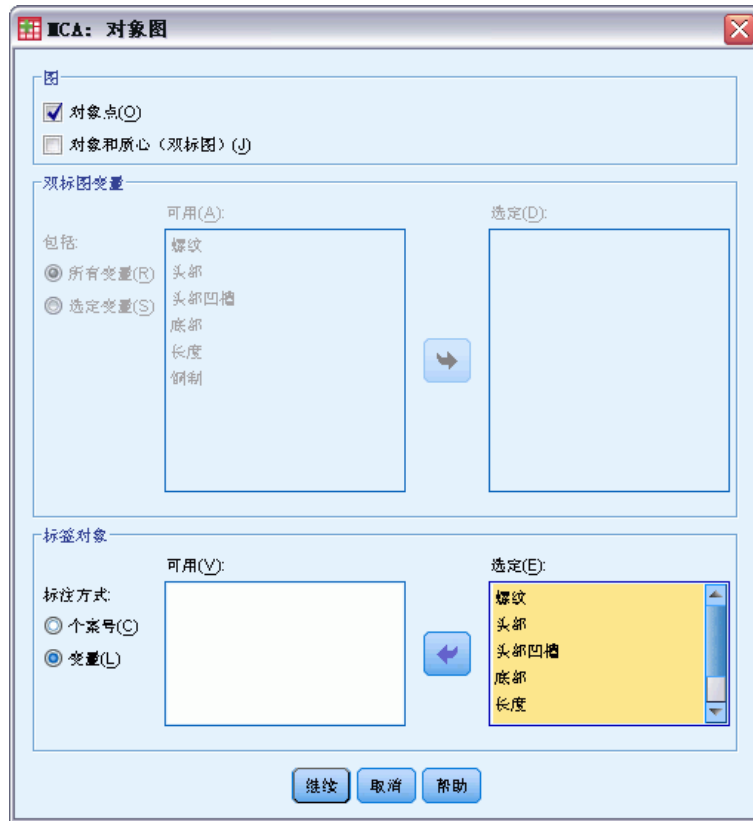 MCA: 对象图
图
对象点(O)
对象和质心（双标图）(J)
双标图变量
可用(A):
选定(D):
包括:
所有变量(R)
选定变量(S)
螺纹
头部
头部凹槽
底部
长度
铜制
标签对象
可用(V):
选定(E):
标注方式:
个案号(C)
变量(L)
螺纹
头部
头部凹槽
底部
长度
继续
取消
帮助